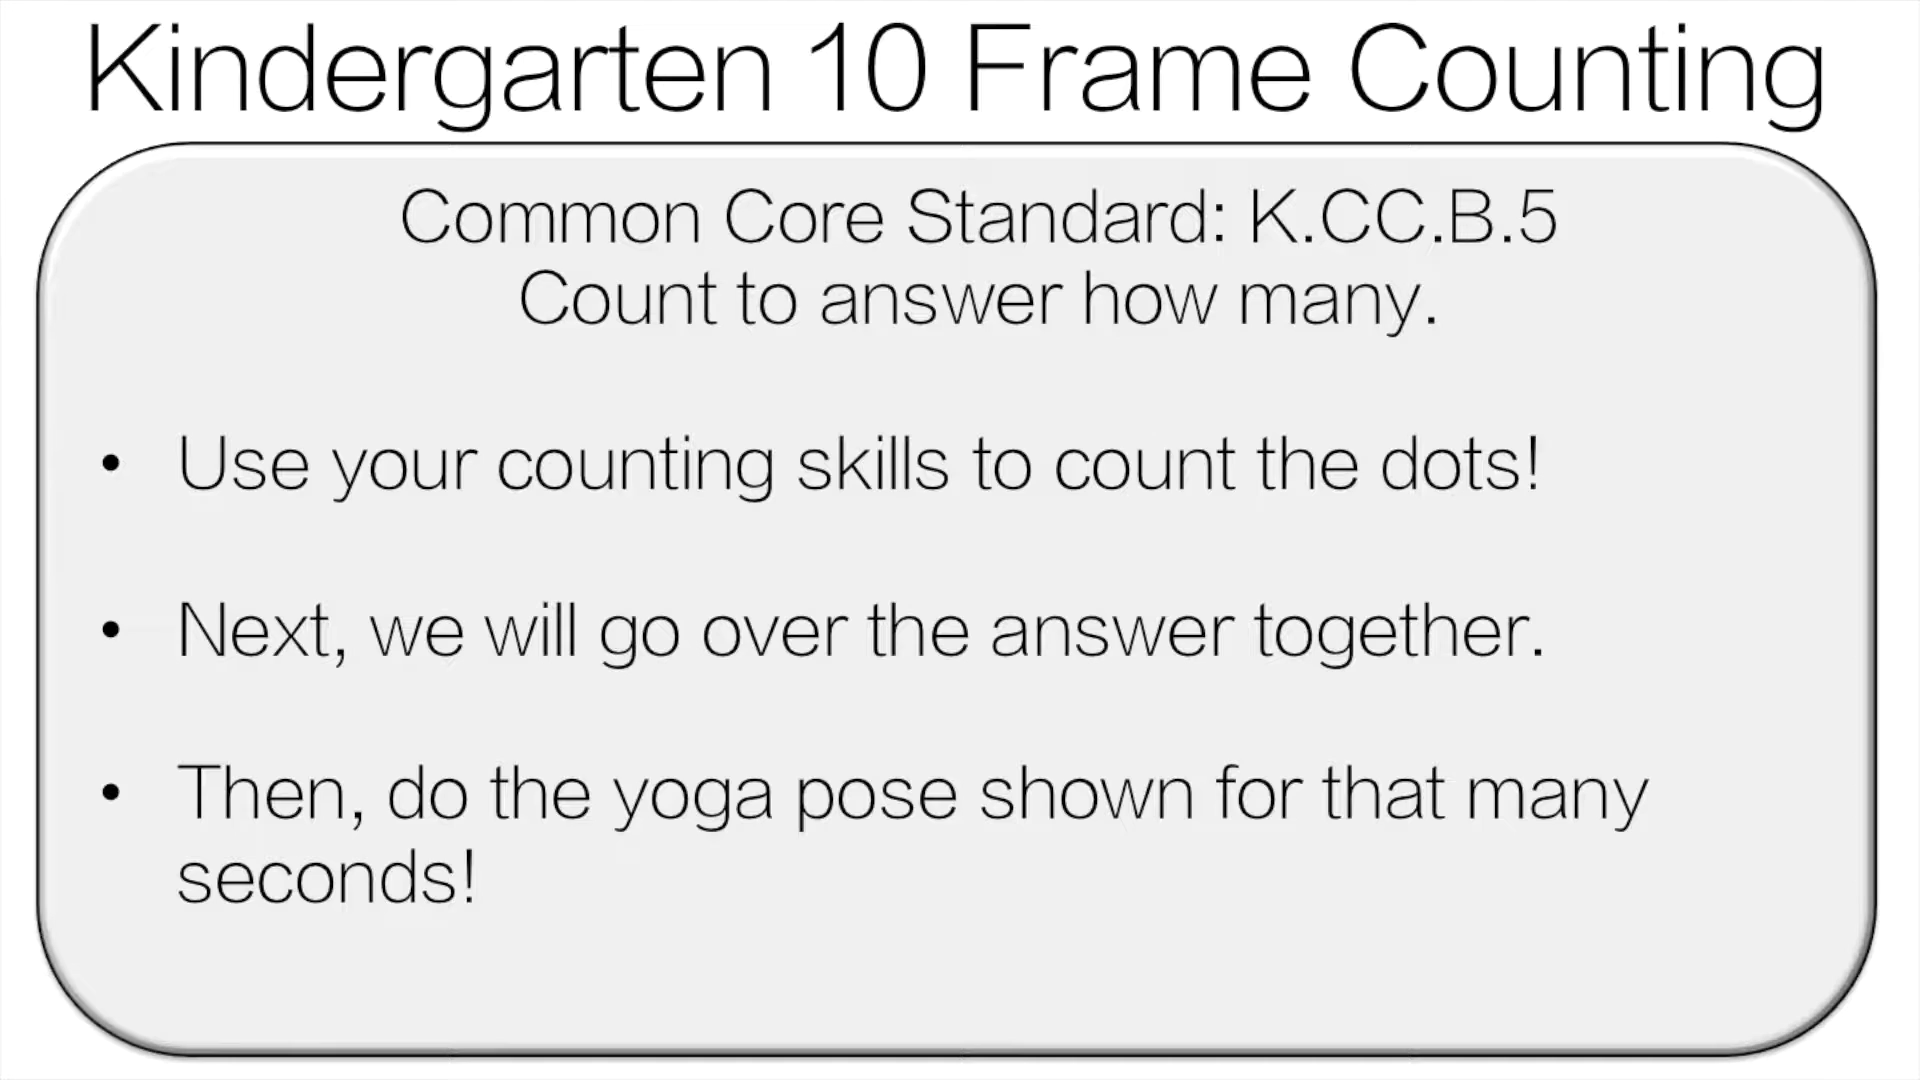 Kindergarten 10 Frame Counting
Common Core Standard: K.CC.B.5
Count to answer how many.
• Use your counting skills to count the dots!
• Next, we will go over the answer together.
• Then, do the yoga pose shown for that many
seconds!